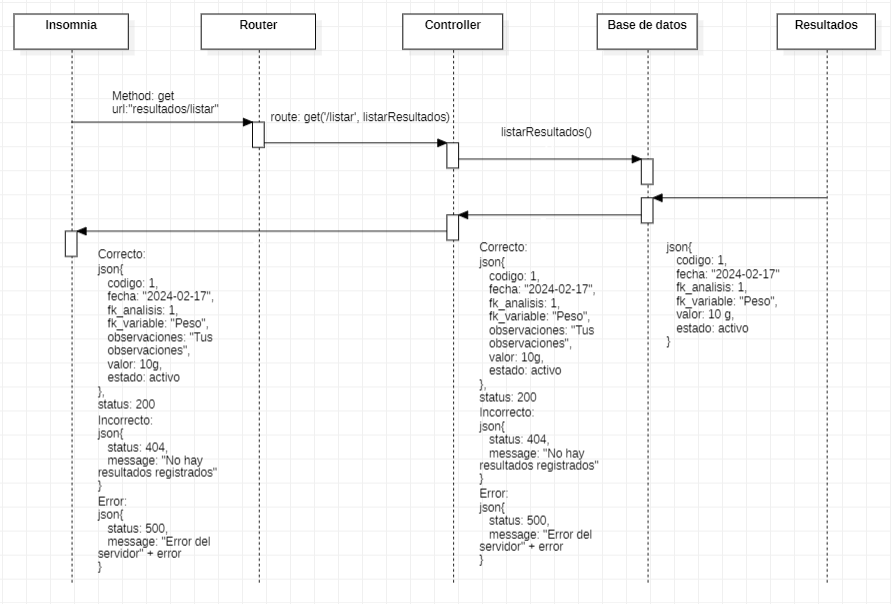 Insomnia
Router
Controller
Base de datos
Resultados
Method: get
url:"resultados/listar"
route: get('/listar', listarResultados)
listarResultados()
Correcto:
json{
codigo: 1,
fecha: "2024-02-17",
fk_analisis: 1,
fk_variable: "Peso",
observaciones: "Tus
observaciones",
valor: 10g,
estado: activo
},
status: 200
Incorrecto:
json{
status: 404,
message: "No hay
resultados registrados"
}
Error:
json{
status: 500,
message: "Error del
servidor" + error
}
Correcto:
json{
codigo: 1,
fecha: "2024-02-17",
fk_analisis: 1,
fk_variable: "Peso",
observaciones: "Tus
observaciones",
valor: 10g,
estado: activo
},
status: 200
Incorrecto:
json{
status: 404,
message: "No hay
resultados registrados"
}
Error:
json{
status: 500,
message: "Error del
servidor" + error
}
json{
codigo: 1,
fecha: "2024-02-17"
fk_analisis: 1,
fk_variable: "Peso",
valor: 10 g,
estado: activo
}